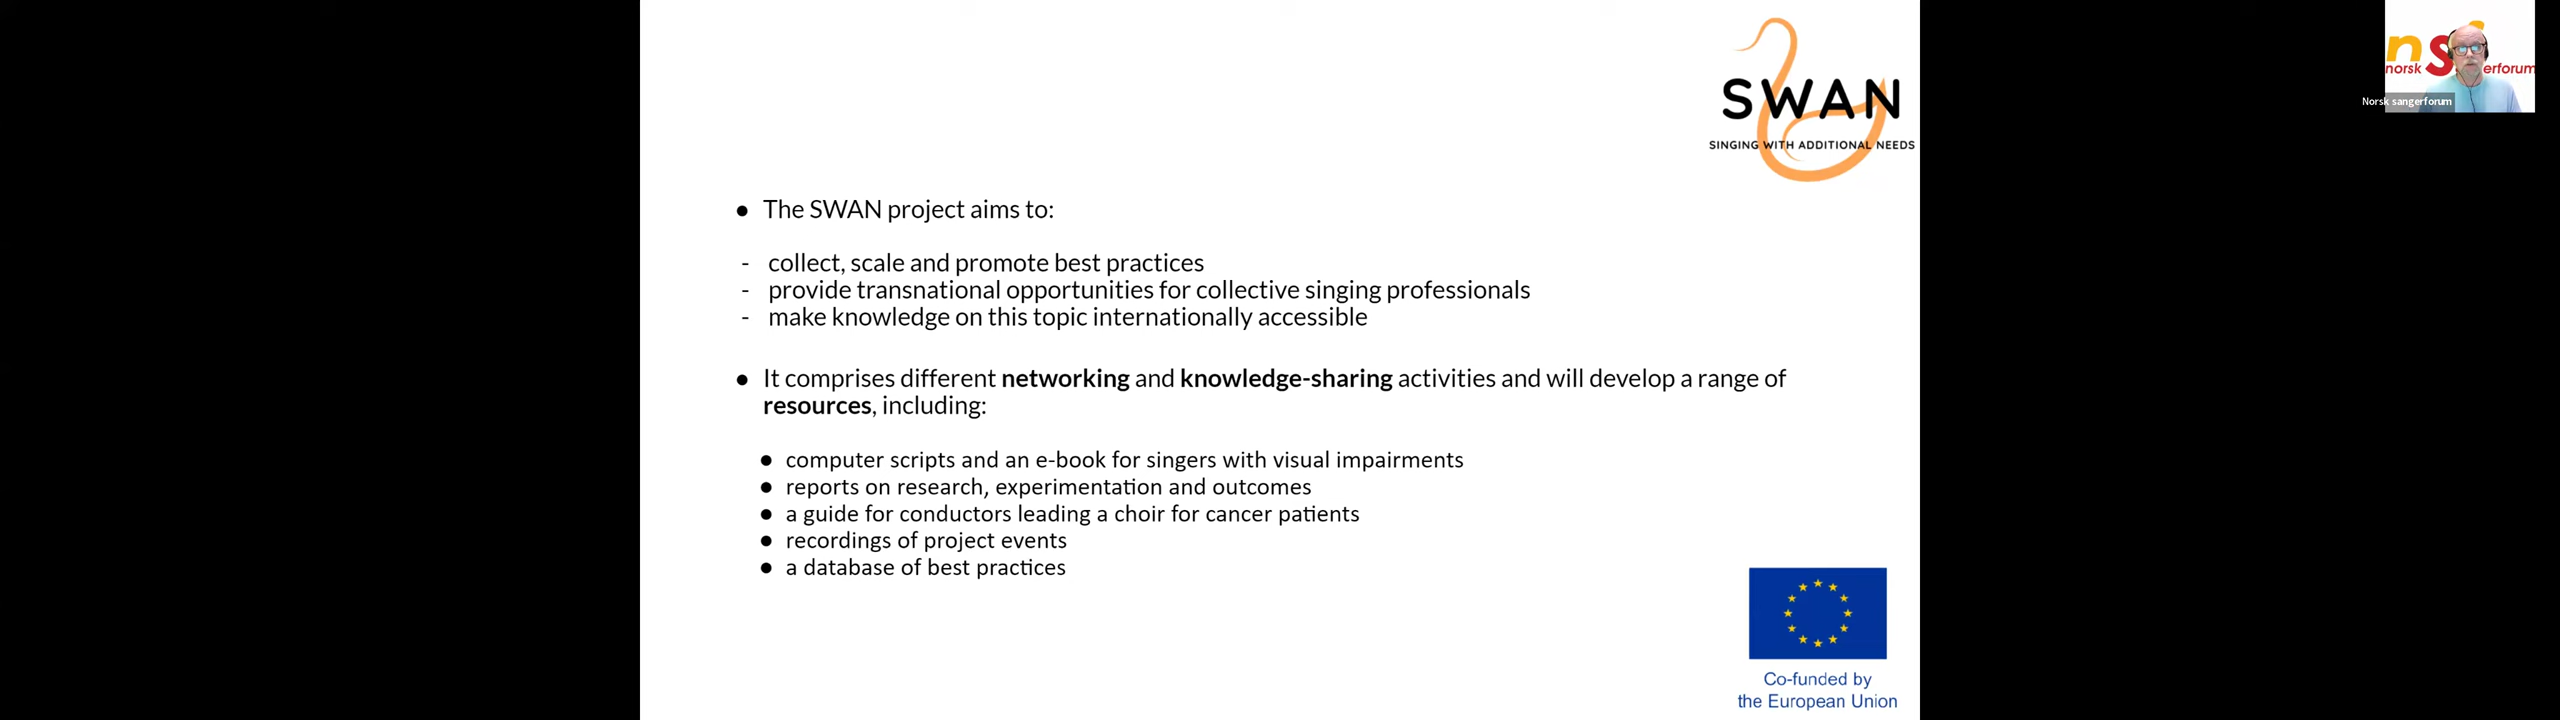 SWAN
SINGING WITH ADDITIONAL NEEDS
norsk
erforum
Norsk sangerforum
● The SWAN project aims to:
- collect, scale and promote best practices
- provide transnational opportunities for collective singing professionals
- make knowledge on this topic internationally accessible
● It comprises different networking and knowledge-sharing activities and will develop a range of
resources, including:
● computer scripts and an e-book for singers with visual impairments
● reports on research, experimentation and outcomes
● a guide for conductors leading a choir for cancer patients
● recordings of project events
● a database of best practices
Co-funded by
the European Union